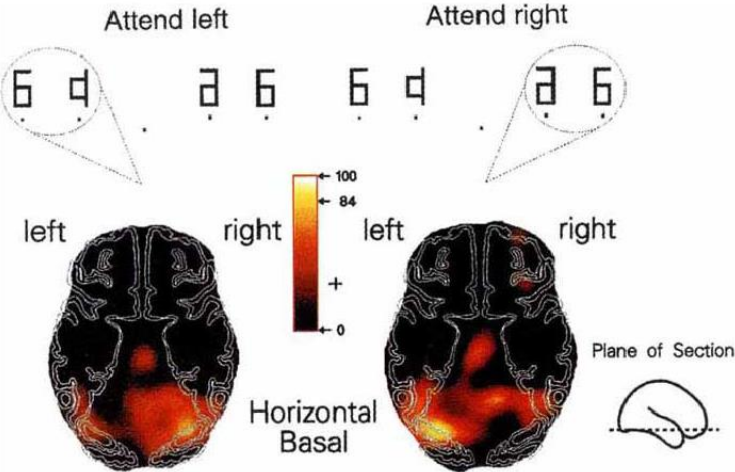 Attend left
Attend right
left
right
100
84
+
0
left
right
Horizontal
Basal
Plane of Section